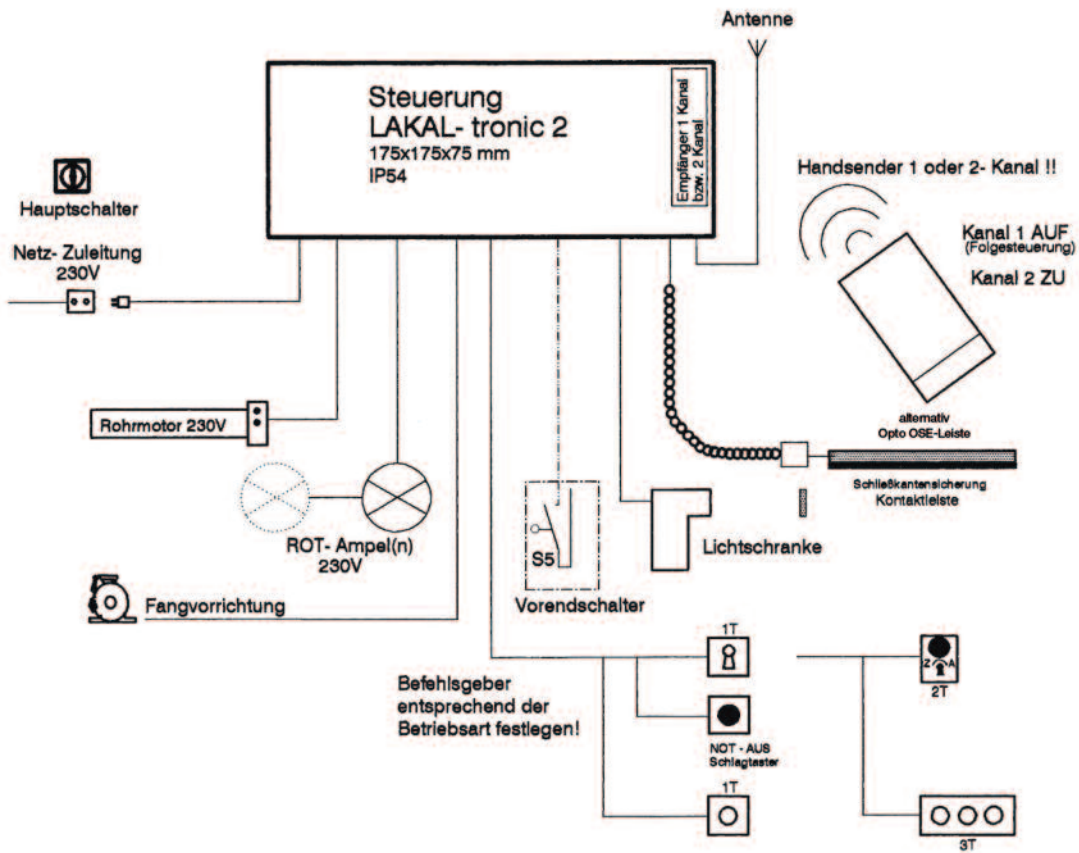 Antenne
Steuerung
LAKAL- tronic 2
175x175x75 mm
IP54
Empfänger 1 Kanal
bzw. 2 Kanal
Handsender 1 oder 2- Kanal !!
Kanal 1 AUF
(Folgesteuerung)
Kanal 2 ZU
Hauptschalter
Netz- Zuleitung
230V
Rohrmotor 230V
alternativ
Opto OSE-Leiste
Schließkantensicherung
Kontaktleiste
ROT- Ampel(n)
230V
S5
Vorendschalter
Lichtschranke
Fangvorrichtung
Befehlsgeber
entsprechend der
Betriebsart festlegen!
1T
NOT - AUS
Schlagtaster
1T
Z A
2T
3T